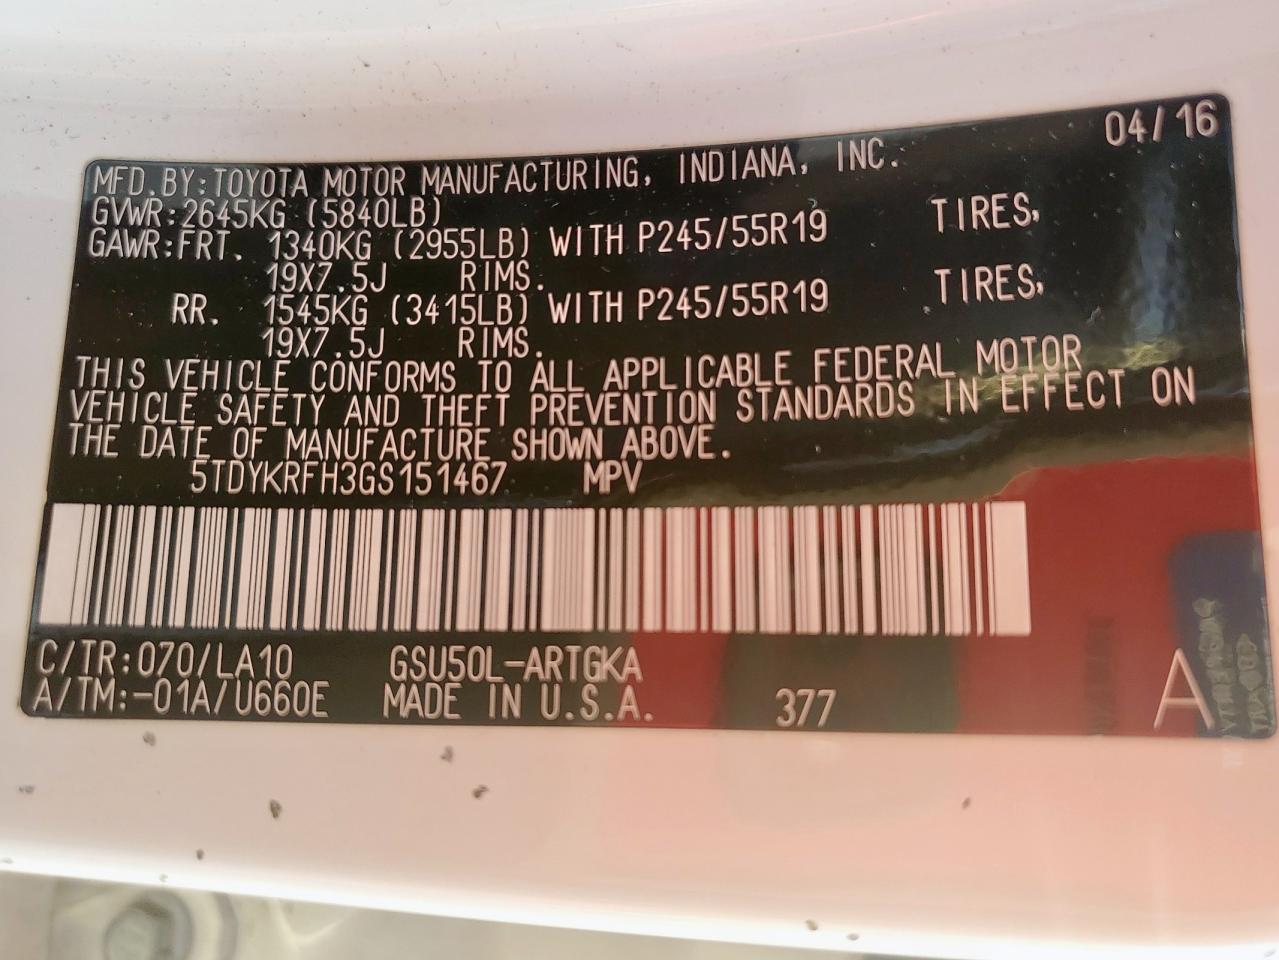 04/16
MFD.BY:TOYOTA MOTOR MANUFACTURING, INDIANA, INC.
GVWR:2645KG (5840LB)
GAWR:FRT. 1340KG (2955LB) WITH P245/55R19 TIRES,
19X7.5J RIMS.
RR. 1545KG (3415LB) WITH P245/55R19 TIRES,
19X7.5J RIMS.
THIS VEHICLE CONFORMS TO ALL APPLICABLE FEDERAL MOTOR
VEHICLE SAFETY AND THEFT PREVENTION STANDARDS IN EFFECT ON
THE DATE OF MANUFACTURE SHOWN ABOVE.
5TDYKRFH3GS151467 MPV
C/TR:070/LA10 GSU50L-ARTGKA
A/TM:-01A/U660E MADE IN U.S.A. 377 A